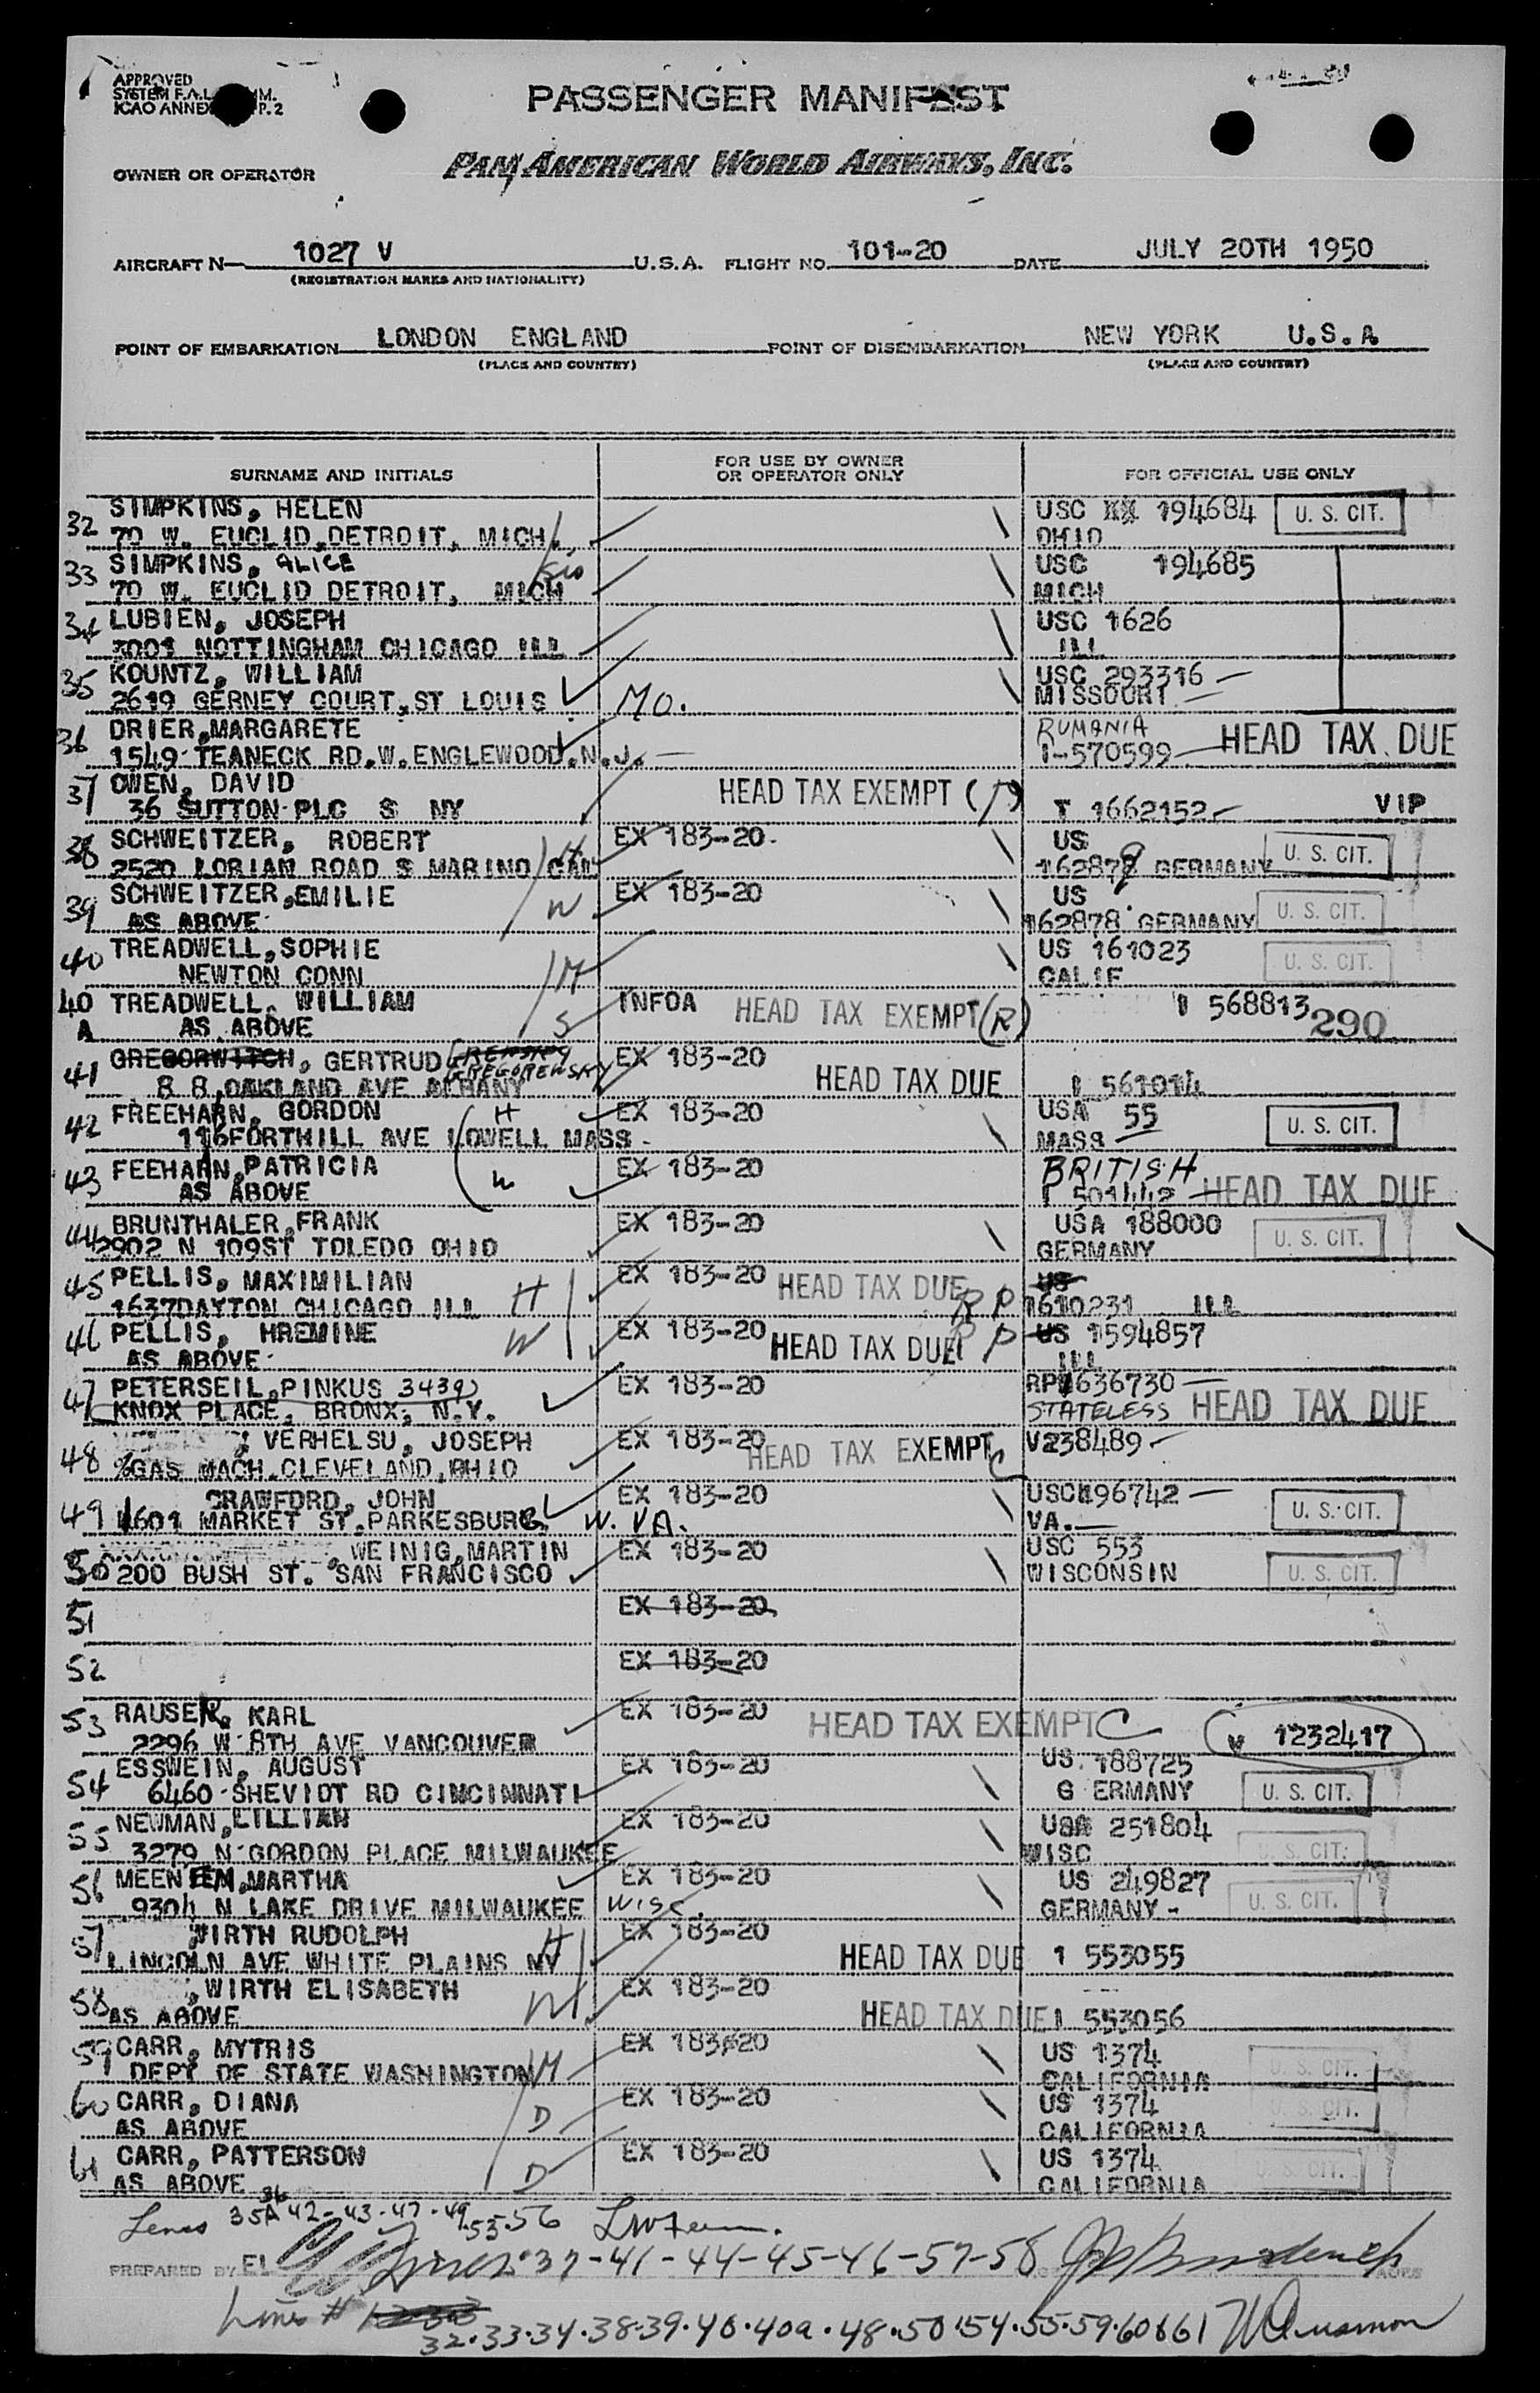 APPROVED
SYSTEM F.A.L. COMM.
ICAO ANNEX P.2
PASSENGER MANIFEST
OWNER OR OPERATOR
PAN AMERICAN WORLD AIRWAYS, INC.
AIRCRAFT N— 1027 V U.S.A. FLIGHT NO. 101-20 DATE JULY 20TH 1950
(REGISTRATION MARKS AND NATIONALITY)
POINT OF EMBARKATION LONDON ENGLAND POINT OF DISEMBARKATION NEW YORK U.S.A
(PLACE AND COUNTRY) (PLACE AND COUNTRY)
SURNAME AND INITIALS FOR USE BY OWNER OR OPERATOR ONLY FOR OFFICIAL USE ONLY
32 SIMPKINS, HELEN USC XX 194684 U. S. CIT.
70 W. EUCLID, DETROIT, MICH. OHIO
33 SIMPKINS, ALICE USC 194685
70 W. EUCLID DETROIT, MICH MICH
34 LUBIEN, JOSEPH USC 1626
3001 NOTTINGHAM CHICAGO ILL ILL
35 KOUNTZ, WILLIAM USC 293316
2619 GERNEY COURT, ST LOUIS MO. MISSOURI
36 DRIER, MARGARETE RUMANIA
1549 TEANECK RD. W. ENGLEWOOD. N.J. I-570599 HEAD TAX DUE
37 OWEN, DAVID HEAD TAX EXEMPT
36 SUTTON PLC S NY T 1662152 VIP
38 SCHWEITZER, ROBERT H EX 183-20. US U. S. CIT.
2520 LORIAM ROAD S MARINO CAL 162879 GERMANY
39 SCHWEITZER, EMILIE W EX 183-20 US U. S. CIT.
AS ABOVE 162878 GERMANY
40 TREADWELL, SOPHIE US 161023 U. S. CIT.
NEWTON CONN M CALIF
40 A TREADWELL, WILLIAM INFOA HEAD TAX EXEMPT (R) I 568813 290
AS ABOVE S
41 GREGORWITCH, GERTRUD GREGORENSKY EX 183-20
8 8, OAKLAND AVE ALBANY HEAD TAX DUE I 561014
42 FREEHARN, GORDON H EX 183-20 USA 55 U. S. CIT.
116 FORTHILL AVE LOWELL MASS MASS
43 FEEHARN, PATRICIA W EX 183-20 BRITISH
AS ABOVE I 501442 HEAD TAX DUE
44 BRUNTHALER, FRANK EX 183-20 USA 188000 U. S. CIT.
2902 N 109ST TOLEDO OHIO GERMANY
45 PELLIS, MAXIMILIAN H EX 183-20 HEAD TAX DUE US
1637 DAYTON CHICAGO ILL R P 1610231 ILL
46 PELLIS, HREMINE W EX 183-20 HEAD TAX DUE R P US 1594857
AS ABOVE ILL
47 PETERSEIL, PINKUS 3439 EX 183-20 RP 1636730
KNOX PLACE, BRONX, N.Y. STATELESS HEAD TAX DUE
48 VERHELSU, JOSEPH EX 183-20 HEAD TAX EXEMPT C V238489
%GAS MACH. CLEVELAND, OHIO
49 CRAWFORD, JOHN EX 183-20 USC 196742 U. S. CIT.
1601 MARKET ST. PARKESBURG W. VA. VA.
50 WEINIG, MARTIN EX 183-20 USC 553
200 BUSH ST. SAN FRANCISCO WISCONSIN U. S. CIT.
51 EX 183-20
52 EX 183-20
53 RAUSER, KARL EX 183-20 HEAD TAX EXEMPT C V 1232417
2296 W 8TH AVE VANCOUVER
54 ESSWEIN, AUGUST EX 183-20 US. 188725
6460 SHEVIOT RD CINCINNATI G ERMANY U. S. CIT.
55 NEWMAN, LILLIAN EX 183-20 USA 251804
3279 N GORDON PLACE MILWAUKEE WISC U. S. CIT.
56 MEENTEM, MARTHA EX 183-20 US 249827
9304 N LAKE DRIVE MILWAUKEE WISC. GERMANY - U. S. CIT.
57 WIRTH RUDOLPH H EX 183-20
LINCOLN AVE WHITE PLAINS NY HEAD TAX DUE I 553055
58 WIRTH ELISABETH W EX 183-20
AS ABOVE HEAD TAX DUE I 553056
59 CARR, MYTRIS EX 183-20 US 1374
DEPT OF STATE WASHINGTON M CALIFORNIA U. S. CIT.
60 CARR, DIANA EX 183-20 US 1374
AS ABOVE D CALIFORNIA U. S. CIT.
61 CARR, PATTERSON EX 183-20 US 1374
AS ABOVE D CALIFORNIA U. S. CIT.
35A 36 42-43-47-49 55-56
PREPARED BY EL Lines 37-41-44-45-46-57-58
Lines # 32·33·34·38·39·40·40a·48·50·54·55·59·60&61